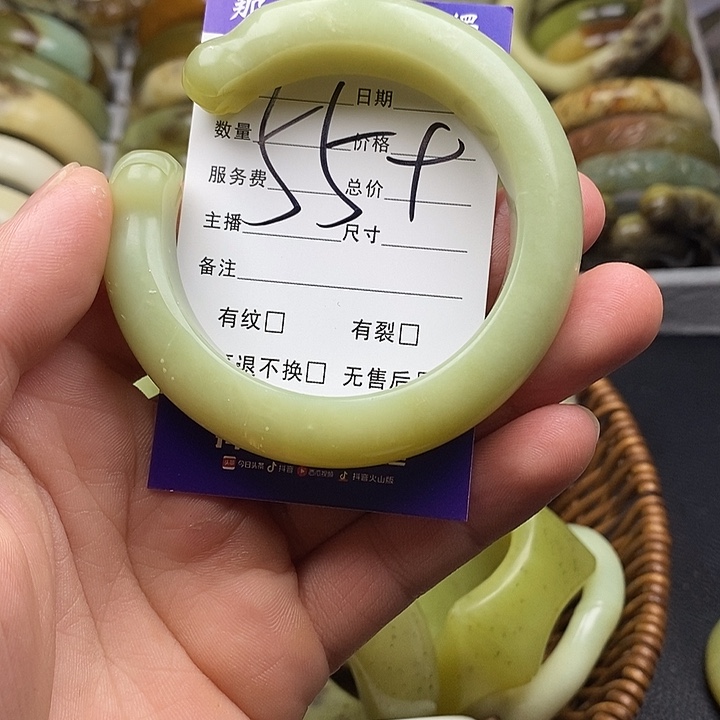 日期
数量 价格
55+
服务费 总价
主播 尺寸
备注
有纹□ 有裂□
退不换□ 无售后
今日头条 抖音 西瓜视频 抖音火山版